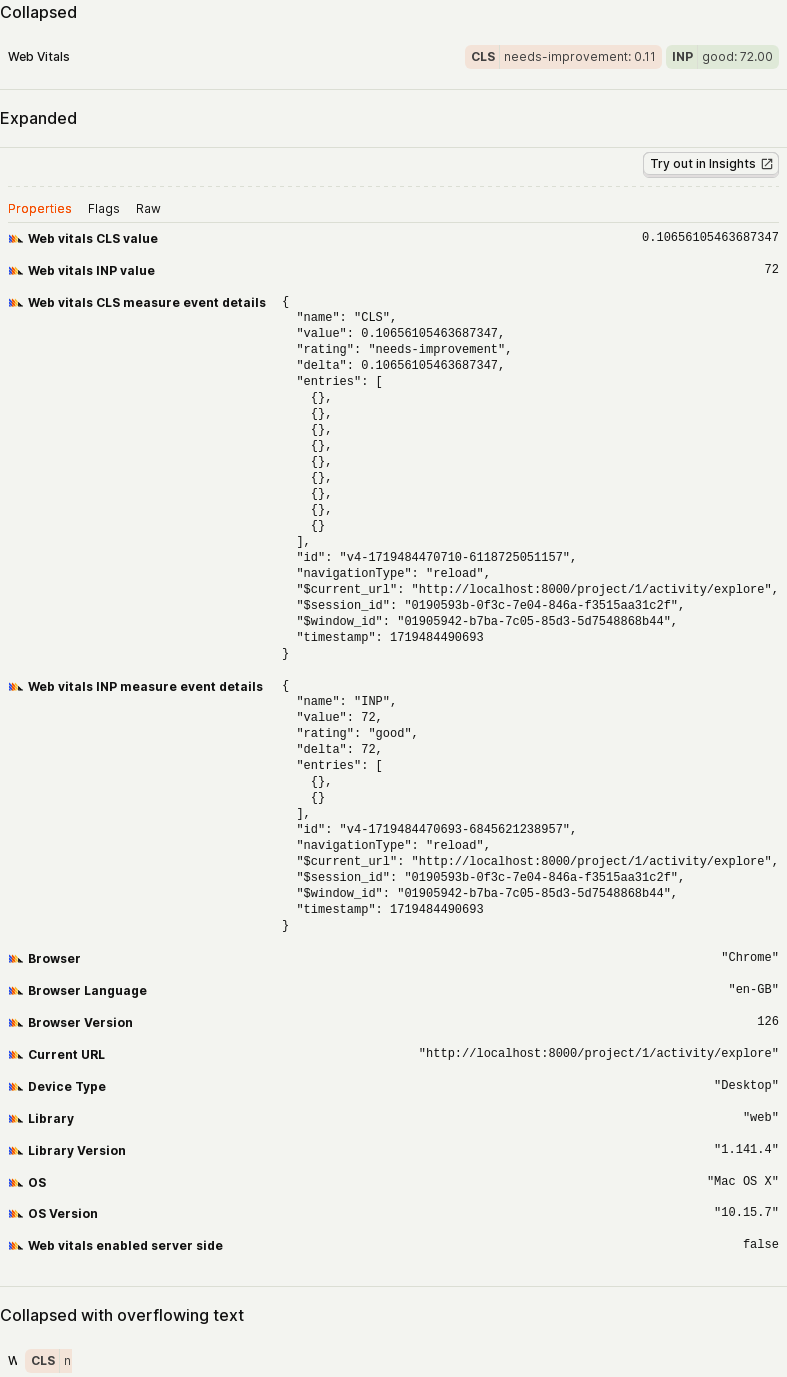 Collapsed
Web Vitals CLS needs-improvement: 0.11 INP good: 72.00
Expanded
Try out in Insights
Properties Flags Raw
Web vitals CLS value 0.10656105463687347
Web vitals INP value 72
Web vitals CLS measure event details {
"name": "CLS",
"value": 0.10656105463687347,
"rating": "needs-improvement",
"delta": 0.10656105463687347,
"entries": [
{},
{},
{},
{},
{},
{},
{},
{},
{}
],
"id": "v4-1719484470710-6118725051157",
"navigationType": "reload",
"$current_url": "http://localhost:8000/project/1/activity/explore",
"$session_id": "0190593b-0f3c-7e04-846a-f3515aa31c2f",
"$window_id": "01905942-b7ba-7c05-85d3-5d7548868b44",
"timestamp": 1719484490693
}
Web vitals INP measure event details {
"name": "INP",
"value": 72,
"rating": "good",
"delta": 72,
"entries": [
{},
{}
],
"id": "v4-1719484470693-6845621238957",
"navigationType": "reload",
"$current_url": "http://localhost:8000/project/1/activity/explore",
"$session_id": "0190593b-0f3c-7e04-846a-f3515aa31c2f",
"$window_id": "01905942-b7ba-7c05-85d3-5d7548868b44",
"timestamp": 1719484490693
}
Browser "Chrome"
Browser Language "en-GB"
Browser Version 126
Current URL "http://localhost:8000/project/1/activity/explore"
Device Type "Desktop"
Library "web"
Library Version "1.141.4"
OS "Mac OS X"
OS Version "10.15.7"
Web vitals enabled server side false
Collapsed with overflowing text
W CLS n